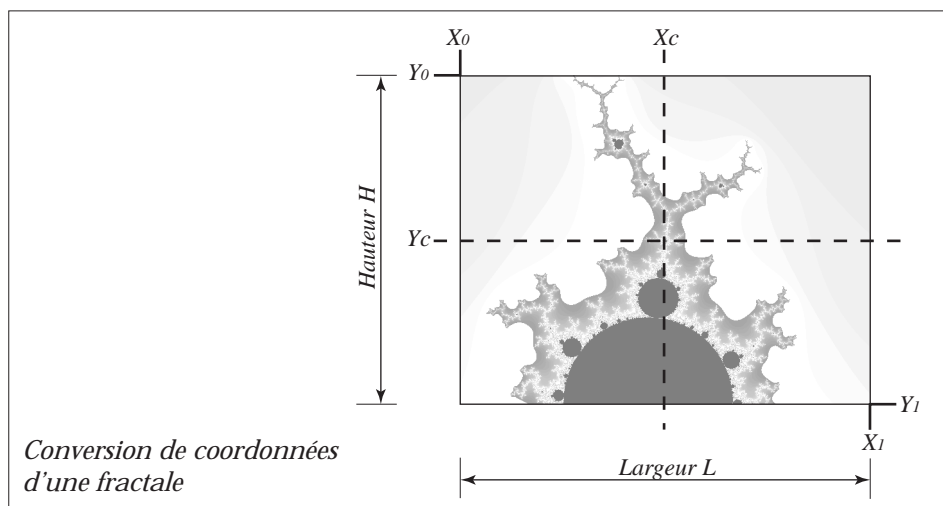 X0
Xc
Y0
Hauteur H
Yc
Y1
X1
Largeur L
Conversion de coordonnées
d'une fractale